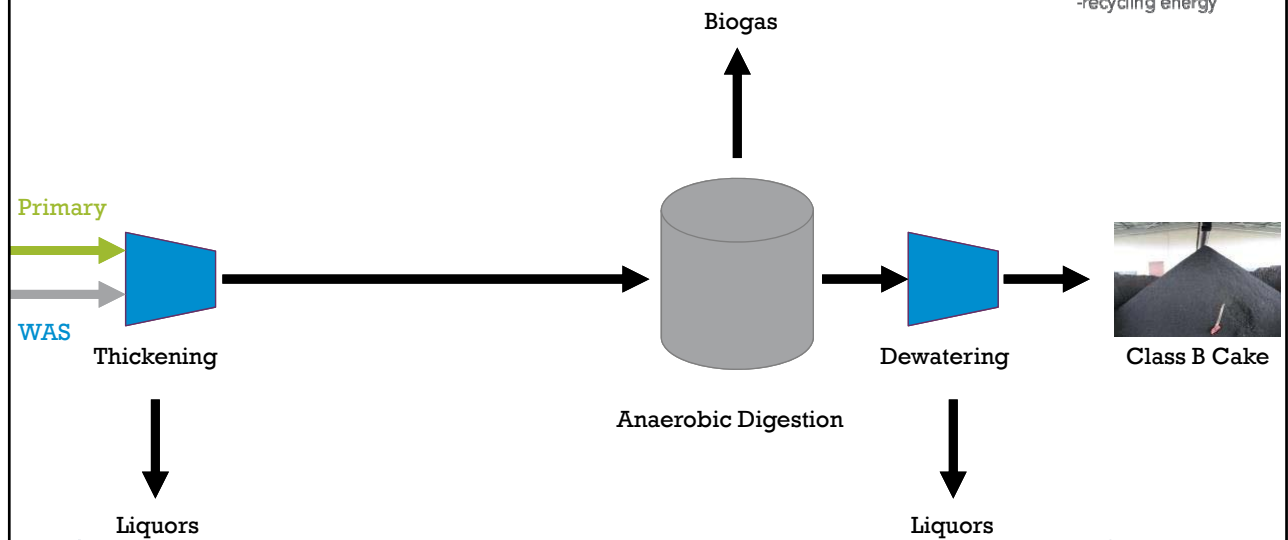 -recycling energy
Biogas
Primary
WAS
Thickening
Dewatering
Class B Cake
Anaerobic Digestion
Liquors
Liquors